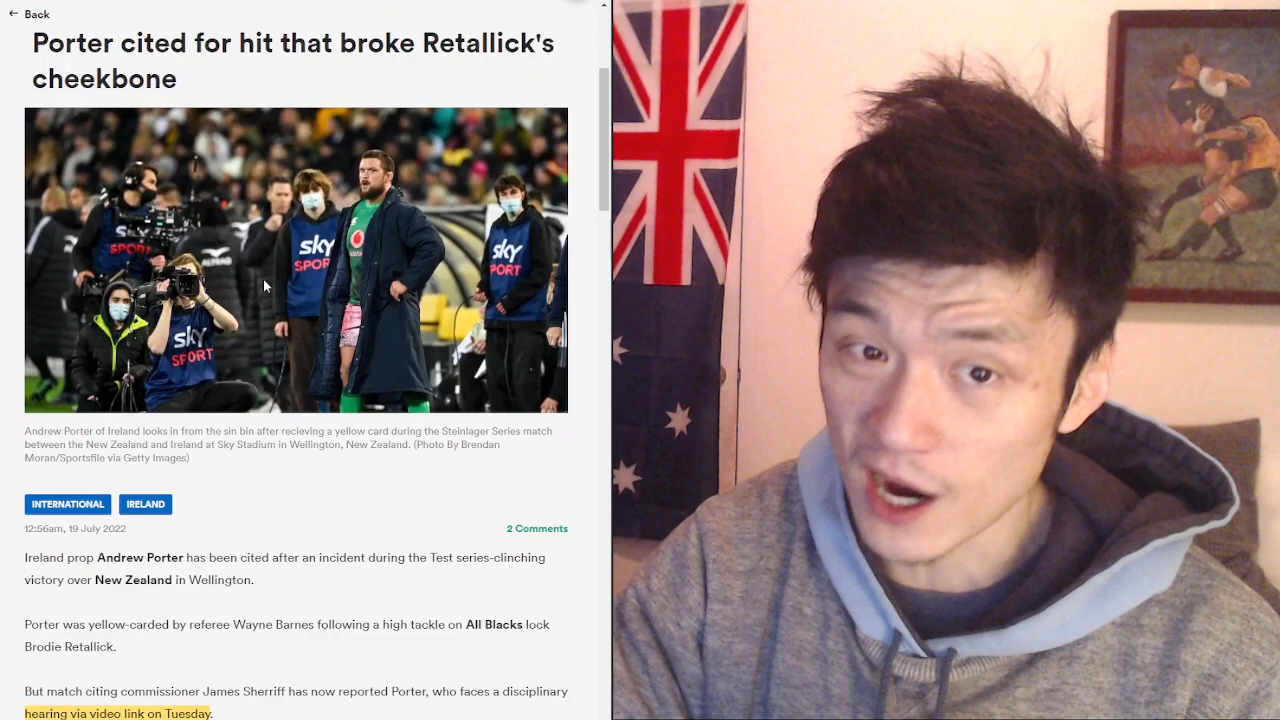 Back
Porter cited for hit that broke Retallick's
cheekbone
sky
SPORT
SPORT
sky
SPORT
sky
SPORT
Andrew Porter of Ireland looks in from the sin bin after recieving a yellow card during the Steinlager Series match
between the New Zealand and Ireland at Sky Stadium in Wellington, New Zealand. (Photo By Brendan
Moran/Sportsfile via Getty Images)
INTERNATIONAL IRELAND
12:56am, 19 July 2022 2 Comments
Ireland prop Andrew Porter has been cited after an incident during the Test series-clinching
victory over New Zealand in Wellington.
Porter was yellow-carded by referee Wayne Barnes following a high tackle on All Blacks lock
Brodie Retallick.
But match citing commissioner James Sherriff has now reported Porter, who faces a disciplinary
hearing via video link on Tuesday.